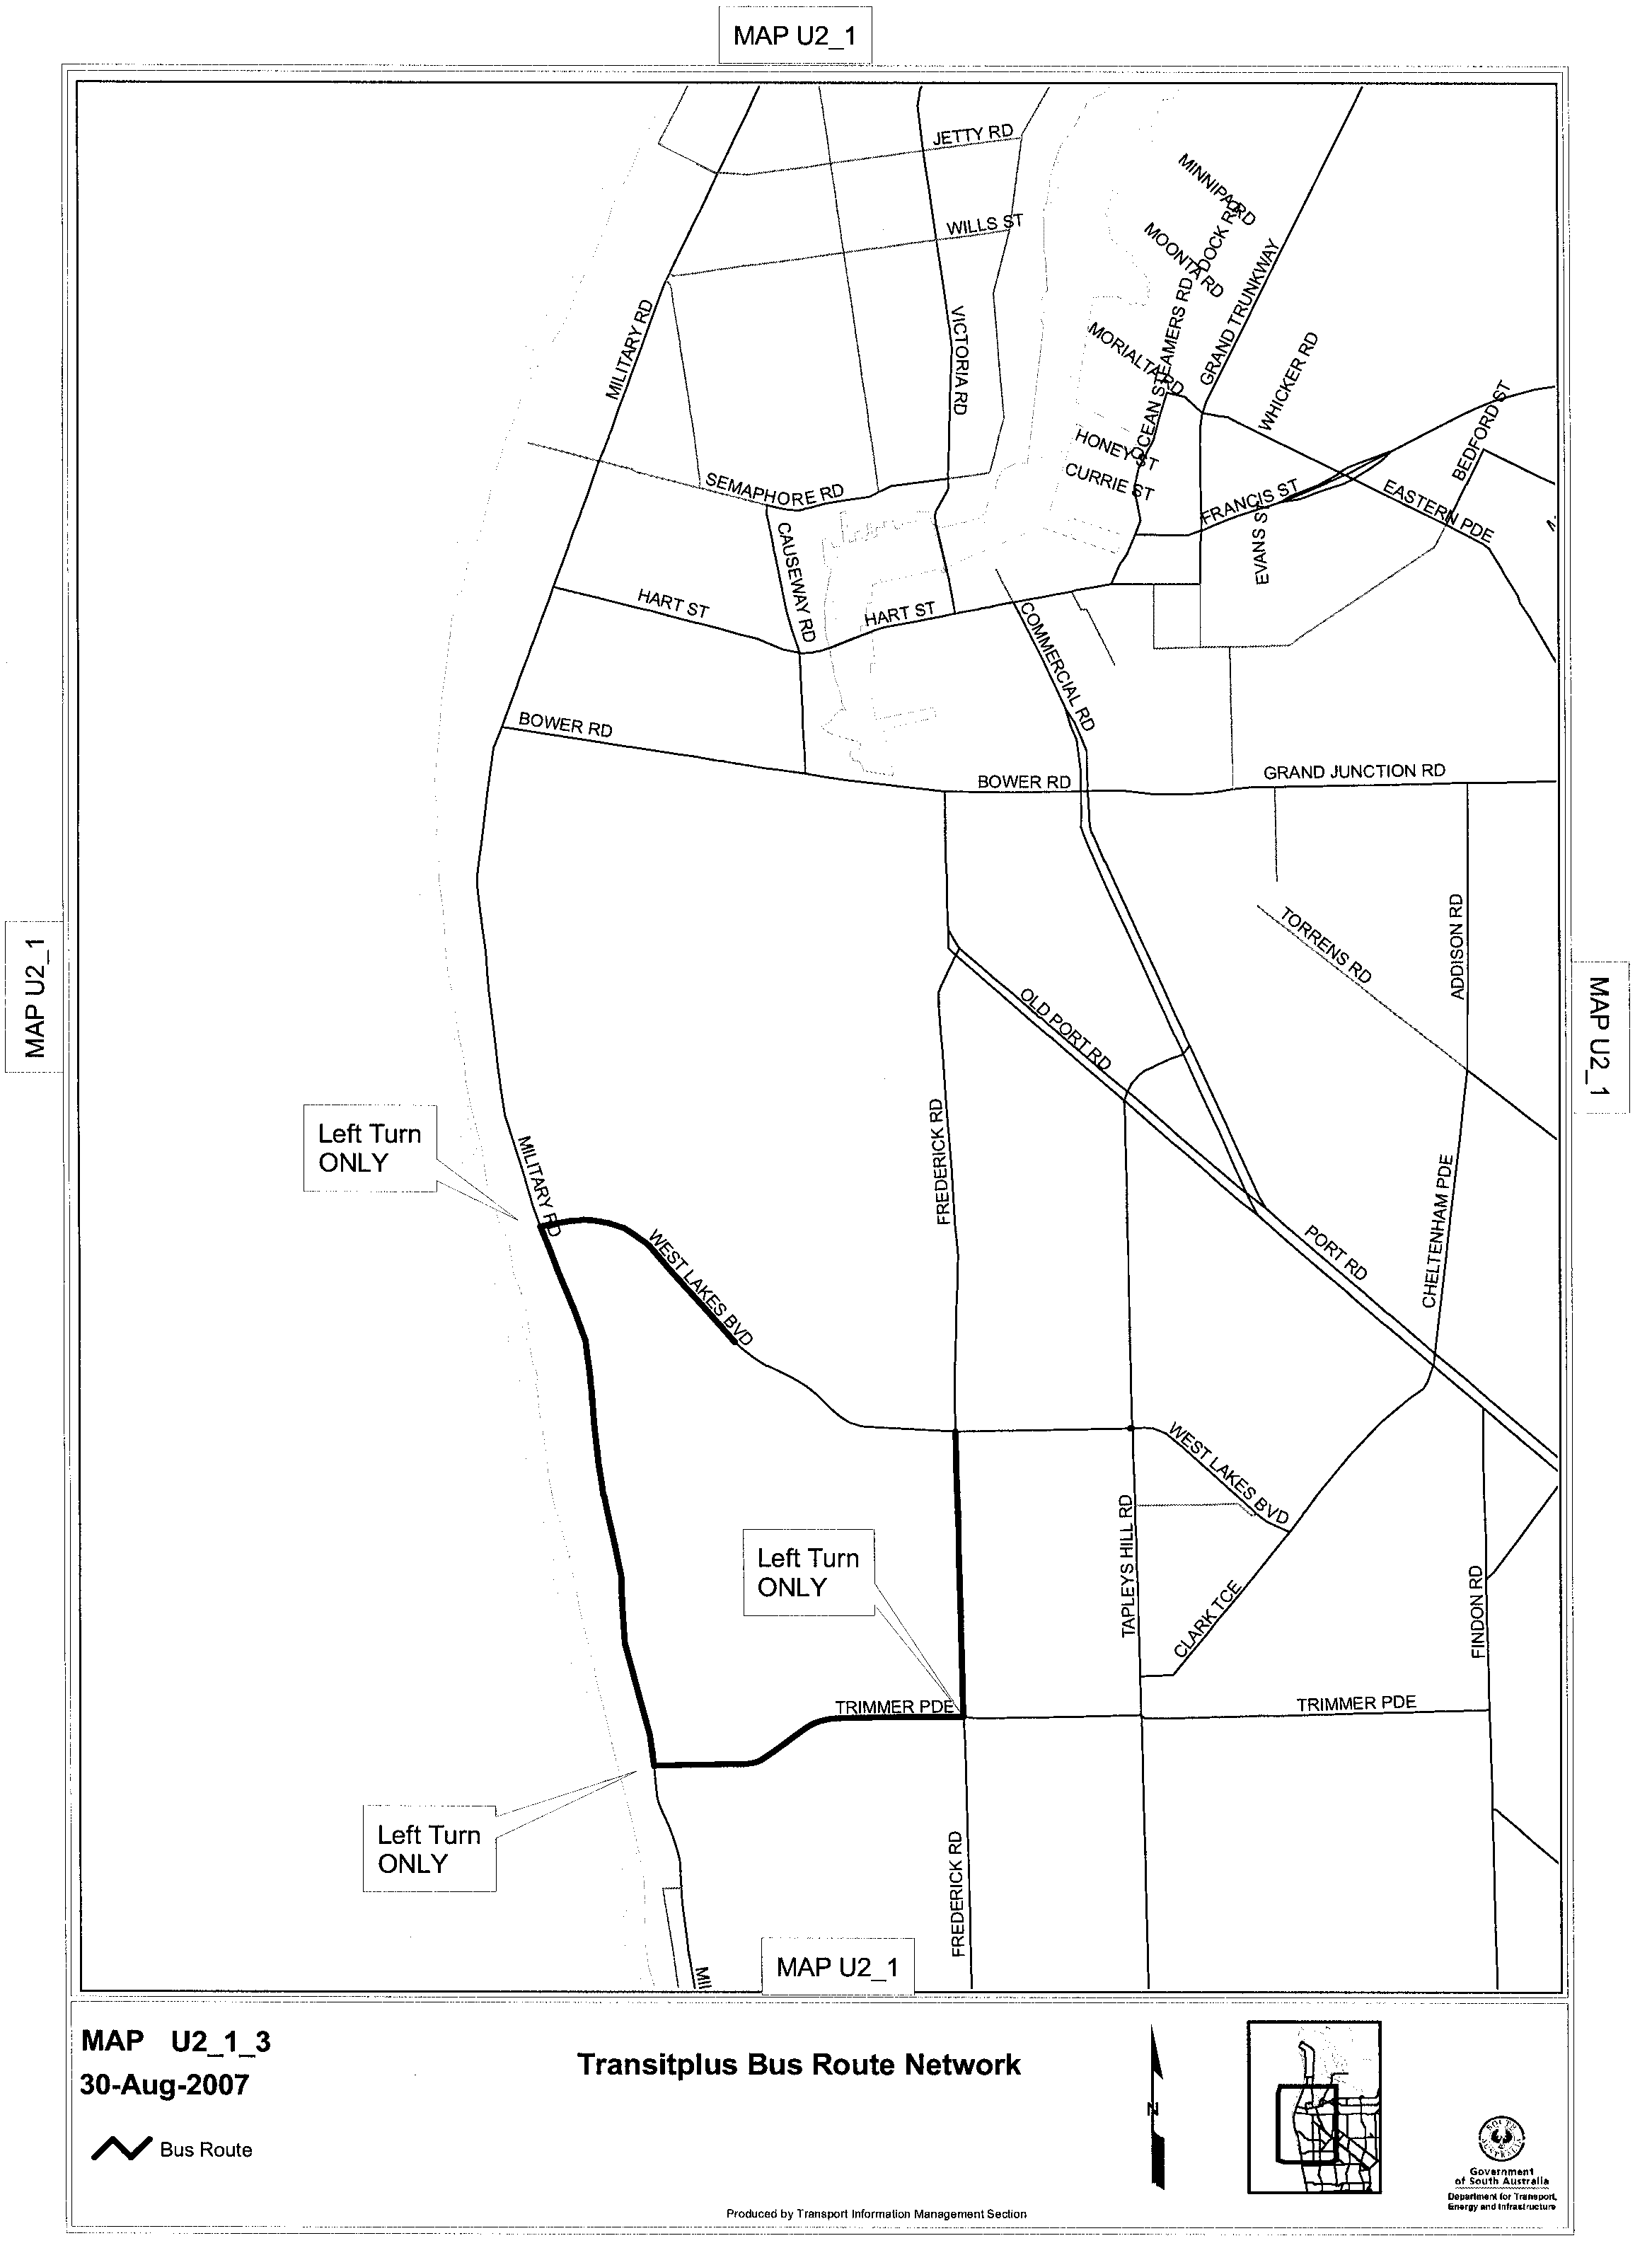 MAP U2_1
JETTY RD
MINNIPA RD
DOCK RD
WILLS ST
MOONTA RD
GRAND TRUNKWAY
MILITARY RD
VICTORIA RD
OCEAN STEAMERS RD
MORIALTA RD
WHICKER RD
BEDFORD ST
HONEY ST
CURRIE ST
SEMAPHORE RD
FRANCIS ST
EASTERN PDE
EVANS ST
CAUSEWAY RD
HART ST
HART ST
COMMERCIAL RD
BOWER RD
BOWER RD
GRAND JUNCTION RD
TORRENS RD
ADDISON RD
MAP U2_1
MAP U2_1
OLD PORT RD
FREDERICK RD
Left Turn
ONLY
MILITARY RD
CHELTENHAM PDE
WEST LAKES BVD
PORT RD
WEST LAKES BVD
TAPLEYS HILL RD
Left Turn
ONLY
CLARK TCE
FINDON RD
TRIMMER PDE
TRIMMER PDE
Left Turn
ONLY
FREDERICK RD
MIL
MAP U2_1
MAP U2_1_3
30-Aug-2007
Transitplus Bus Route Network
N
Bus Route
SOUTH AUSTRALIA
Government
of South Australia
Department for Transport,
Energy and Infrastructure
Produced by Transport Information Management Section